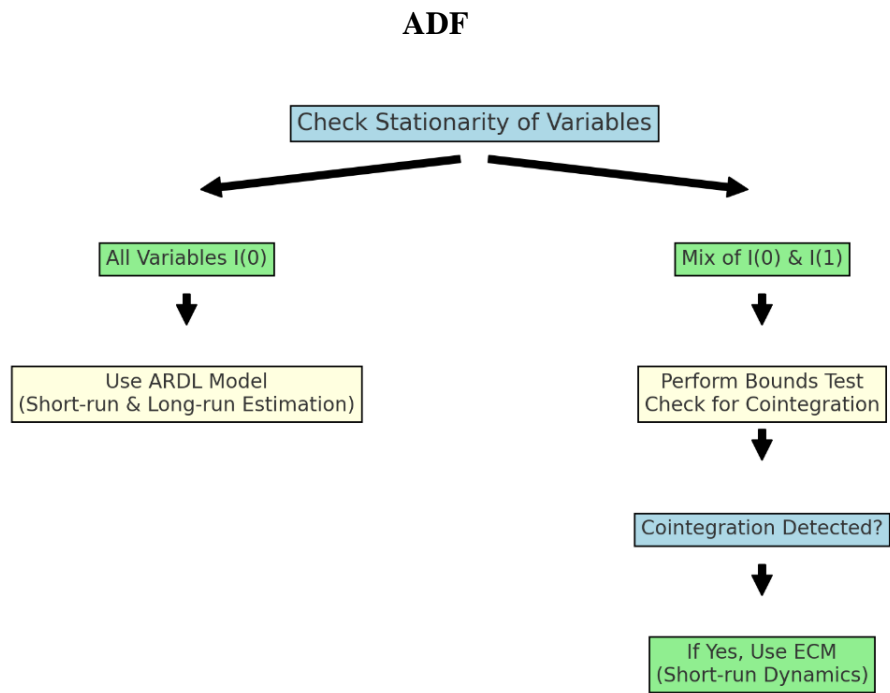 ADF
Check Stationarity of Variables
All Variables I(0)
Mix of I(0) & I(1)
Use ARDL Model
(Short-run & Long-run Estimation)
Perform Bounds Test
Check for Cointegration
Cointegration Detected?
If Yes, Use ECM
(Short-run Dynamics)